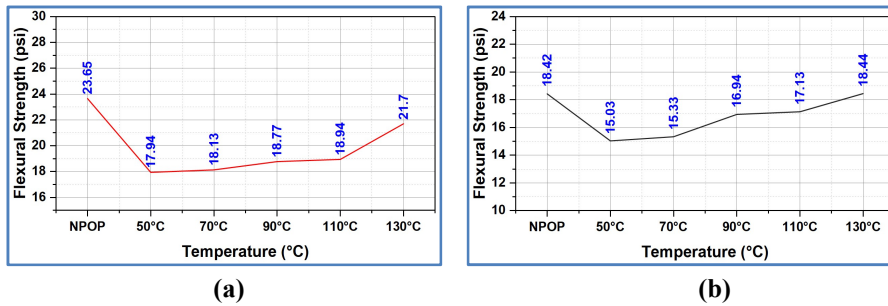 30
28
26
24
22
20
18
16
Flexural Strength (psi)
23.65
17.94
18.13
18.77
18.94
21.7
NPOP
50°C
70°C
90°C
110°C
130°C
Temperature (°C)
(a)
24
22
20
18
16
14
12
10
Flexural Strength (psi)
18.42
15.03
15.33
16.94
17.13
18.44
NPOP
50°C
70°C
90°C
110°C
130°C
Temperature (°C)
(b)